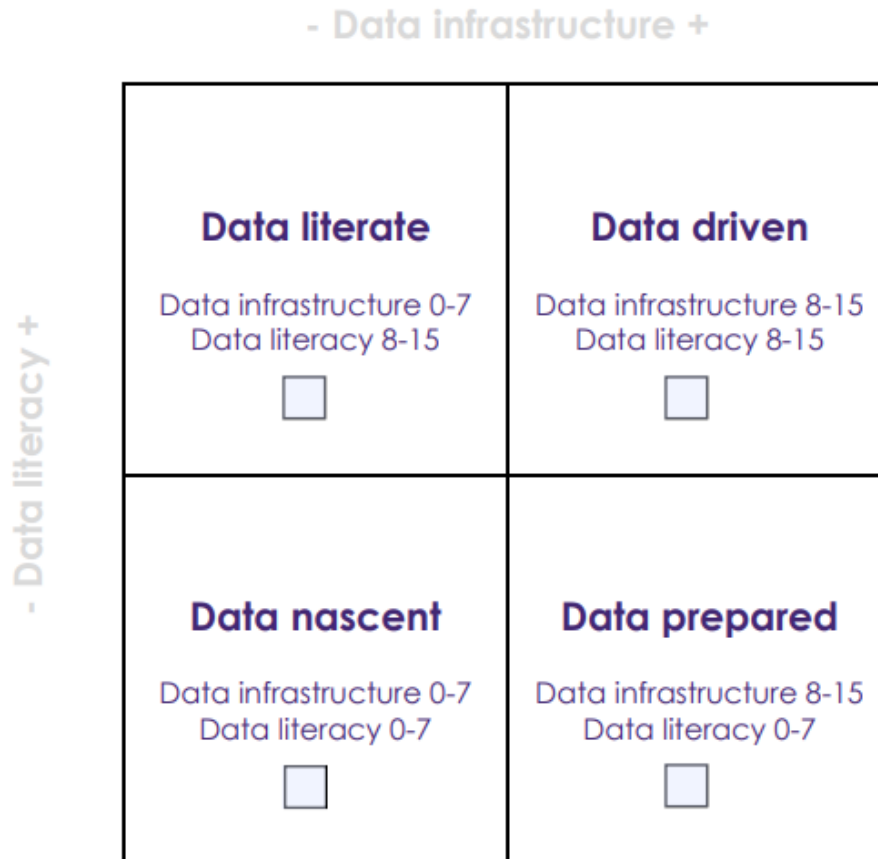 - Data infrastructure +
- Data literacy +
Data literate
Data infrastructure 0-7
Data literacy 8-15
Data driven
Data infrastructure 8-15
Data literacy 8-15
Data nascent
Data infrastructure 0-7
Data literacy 0-7
Data prepared
Data infrastructure 8-15
Data literacy 0-7